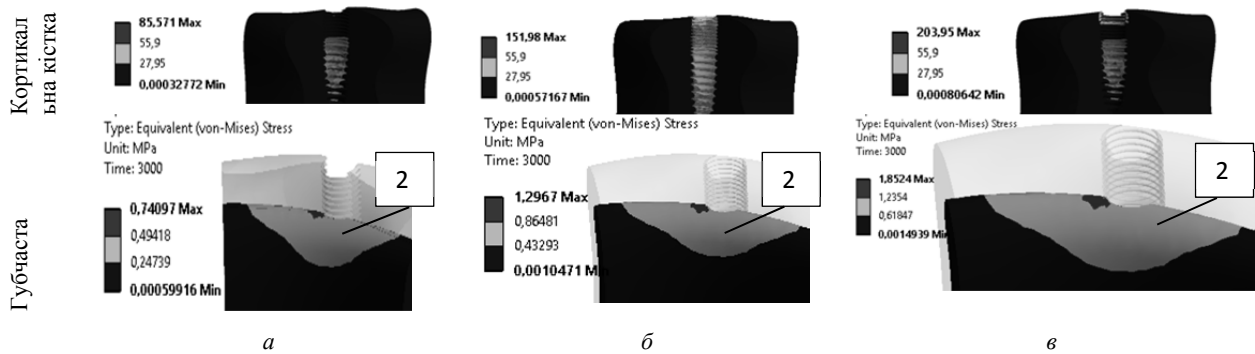 Кортикал
ьна кістка
85,571 Max
55,9
27,95
0,00032772 Min
151,98 Max
55,9
27,95
0,00057167 Min
203,95 Max
55,9
27,95
0,00080642 Min
Губчаста
Type: Equivalent (von-Mises) Stress
Unit: MPa
Time: 3000
2
0,74097 Max
0,49418
0,24739
0,00059916 Min
Type: Equivalent (von-Mises) Stress
Unit: MPa
Time: 3000
2
1,2967 Max
0,86481
0,43293
0,0010471 Min
Type: Equivalent (von-Mises) Stress
Unit: MPa
Time: 3000
2
1,8524 Max
1,2354
0,61847
0,0014939 Min
а
б
в